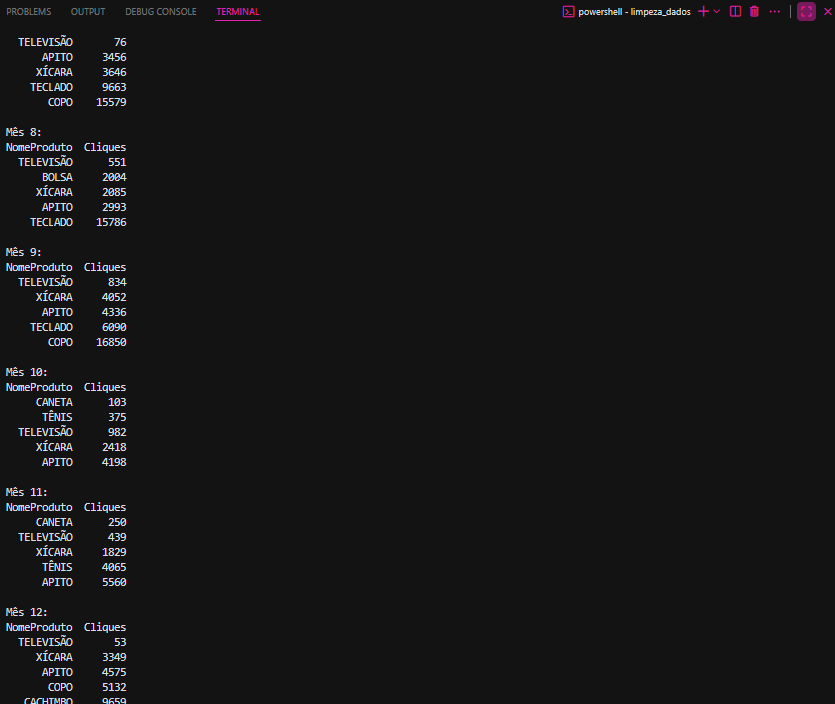 PROBLEMS OUTPUT DEBUG CONSOLE TERMINAL powershell - limpeza_dados
TELEVISÃO 76
APITO 3456
XÍCARA 3646
TECLADO 9663
COPO 15579
Mês 8:
NomeProduto Cliques
TELEVISÃO 551
BOLSA 2004
XÍCARA 2085
APITO 2993
TECLADO 15786
Mês 9:
NomeProduto Cliques
TELEVISÃO 834
XÍCARA 4052
APITO 4336
TECLADO 6090
COPO 16850
Mês 10:
NomeProduto Cliques
CANETA 103
TÊNIS 375
TELEVISÃO 982
XÍCARA 2418
APITO 4198
Mês 11:
NomeProduto Cliques
CANETA 250
TELEVISÃO 439
XÍCARA 1829
TÊNIS 4065
APITO 5560
Mês 12:
NomeProduto Cliques
TELEVISÃO 53
XÍCARA 3349
APITO 4575
COPO 5132
CACHIMBO 9659